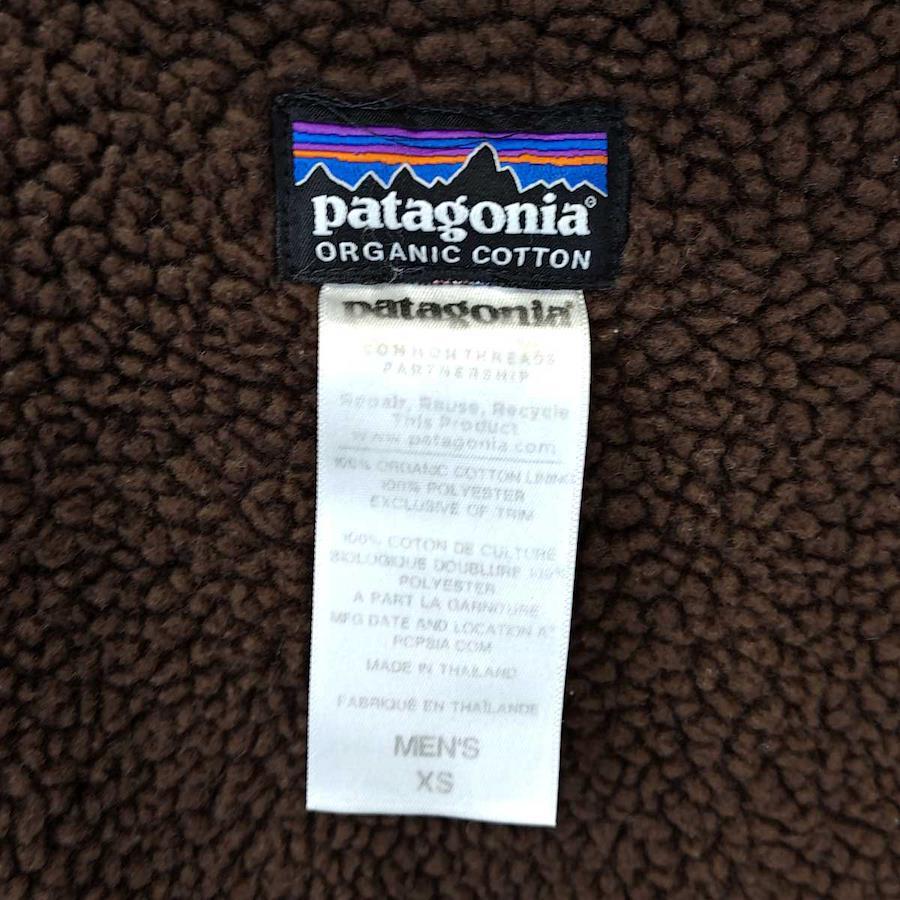 patagonia®
ORGANIC COTTON
patagonia®
COMMON THREADS
PARTNERSHIP
Repair, Reuse, Recycle
This Product
www.patagonia.com
100% ORGANIC COTTON LINING
100% POLYESTER
EXCLUSIVE OF TRIM
100% COTON DE CULTURE
BIOLOGIQUE DOUBLURE 100%
POLYESTER
A PART LA GARNITURE
MFG DATE AND LOCATION AT
PCPSIA.COM
MADE IN THAILAND
FABRIQUÉ EN THAÏLANDE
MEN'S
XS